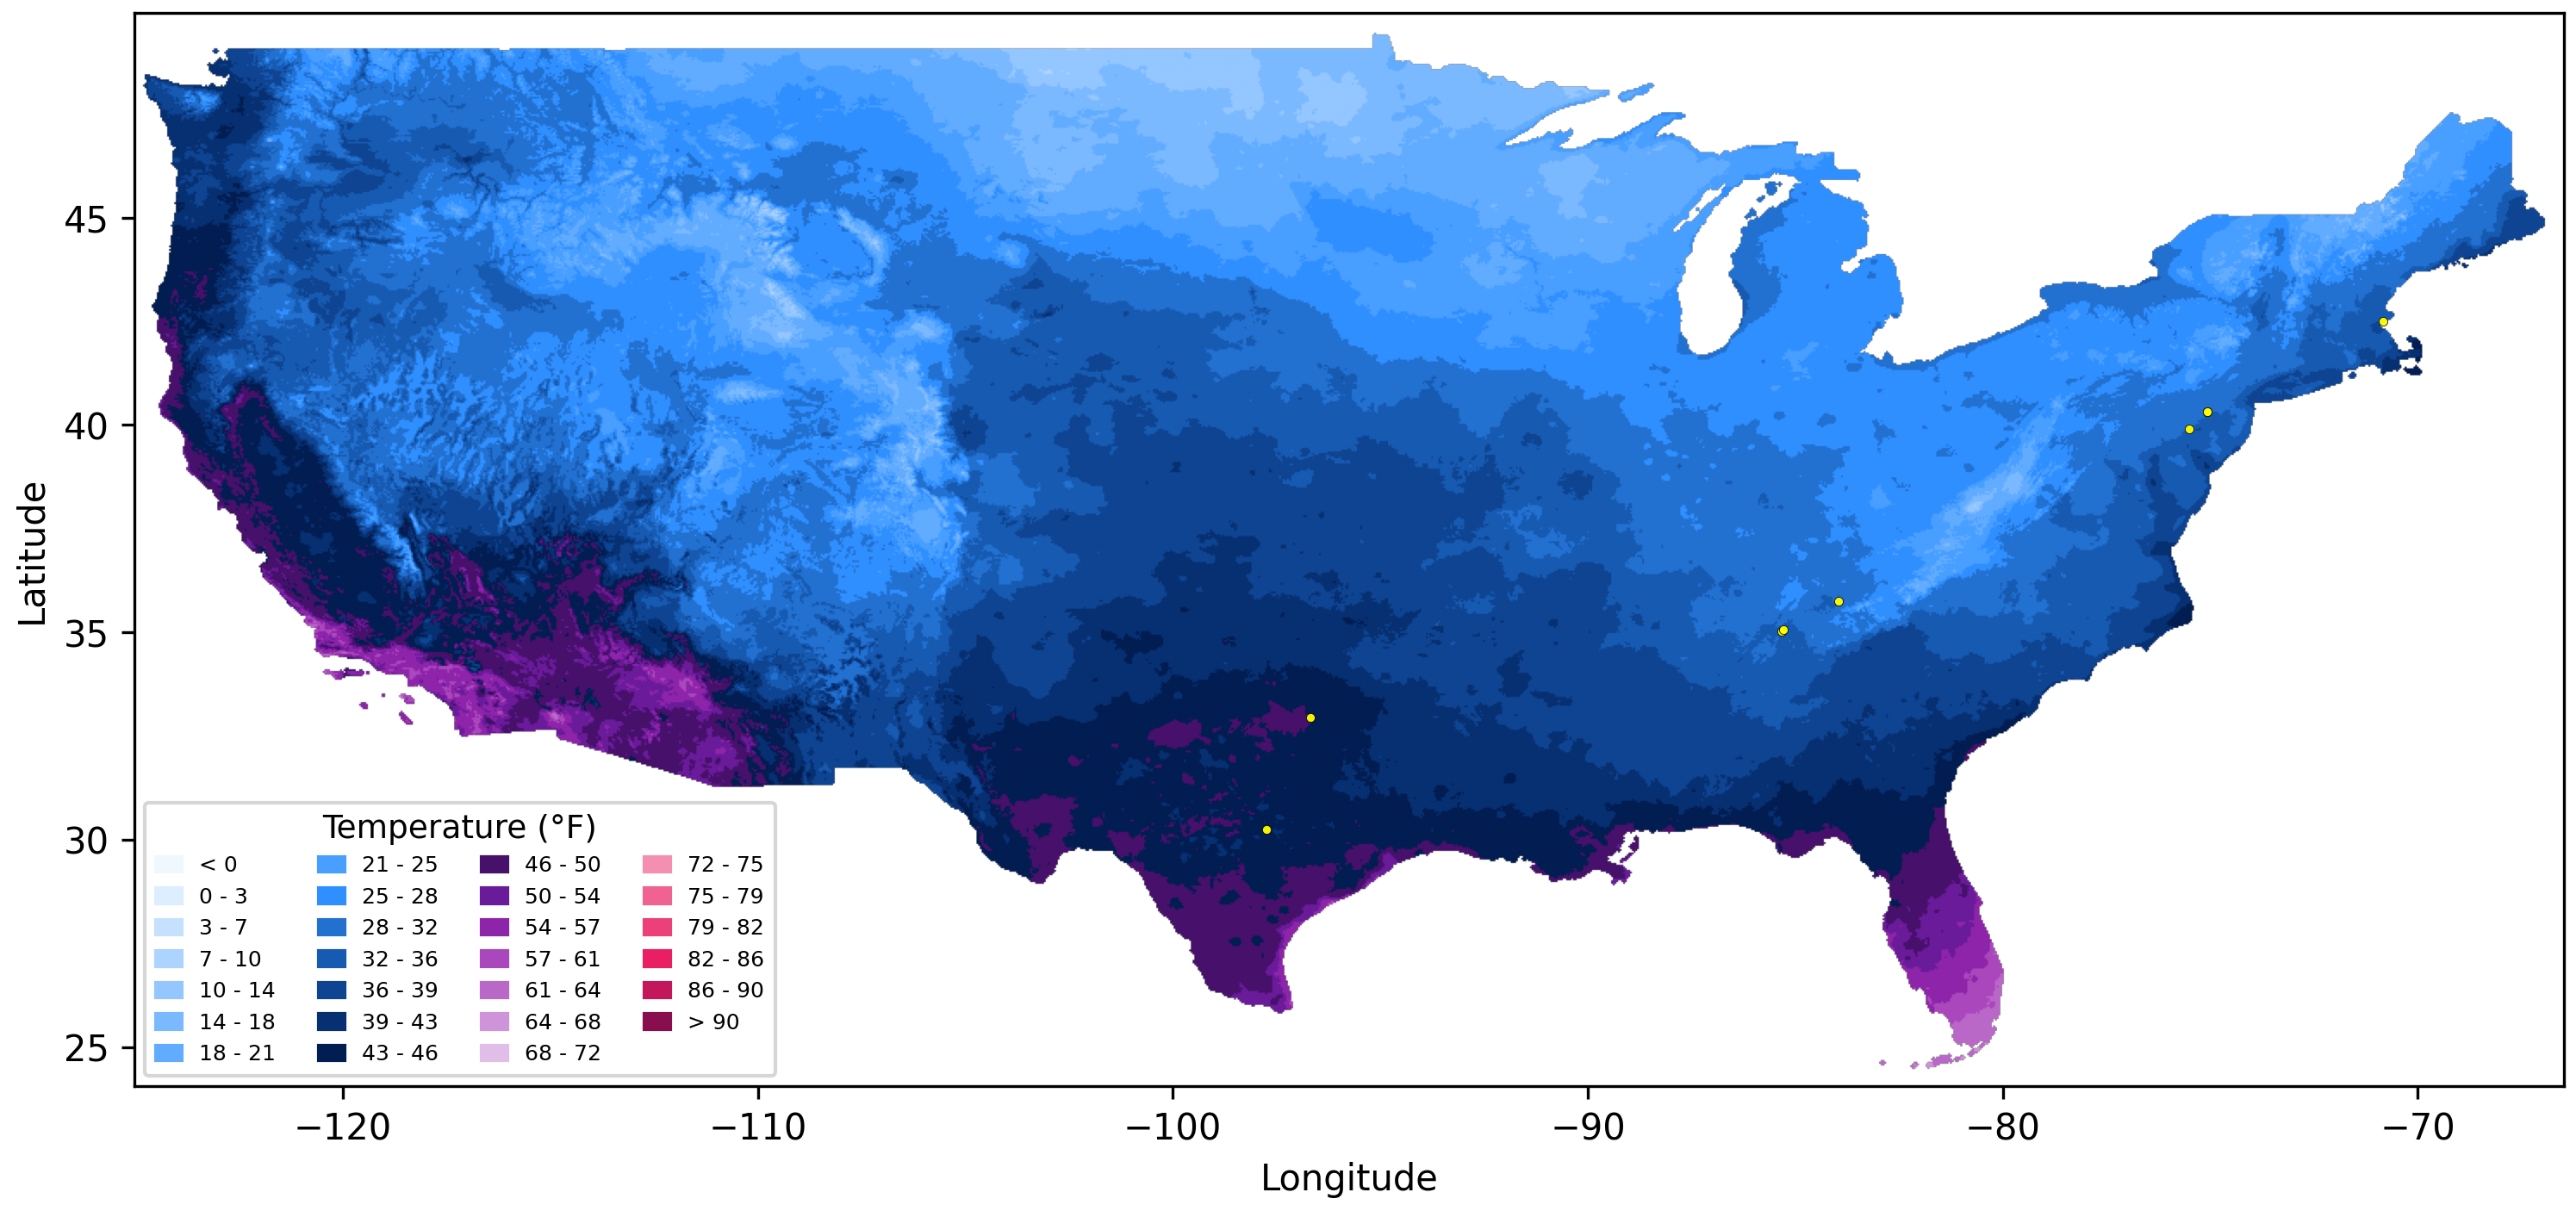 45
40
35
30
25
Latitude
Temperature (°F)
< 0
0 - 3
3 - 7
7 - 10
10 - 14
14 - 18
18 - 21
21 - 25
25 - 28
28 - 32
32 - 36
36 - 39
39 - 43
43 - 46
46 - 50
50 - 54
54 - 57
57 - 61
61 - 64
64 - 68
68 - 72
72 - 75
75 - 79
79 - 82
82 - 86
86 - 90
> 90
−120
−110
−100
−90
−80
−70
Longitude